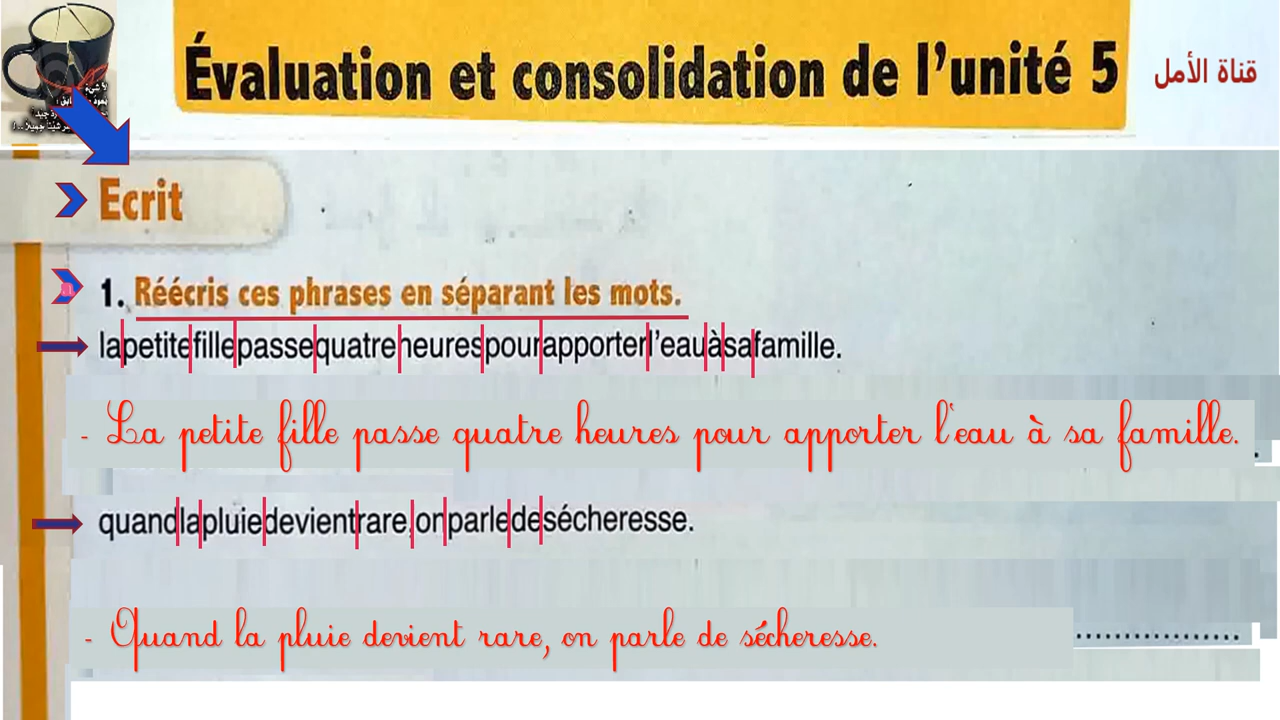 Évaluation et consolidation de l'unité 5
قناة الأمل
Ecrit
1. Réécris ces phrases en séparant les mots.
lapetitefillepassequatreheurespourapporterl'eauàsafamille.
- La petite fille passe quatre heures pour apporter l'eau à sa famille.
quandlapluiedevientrare,onparledesécheresse.
- Quand la pluie devient rare, on parle de sécheresse.